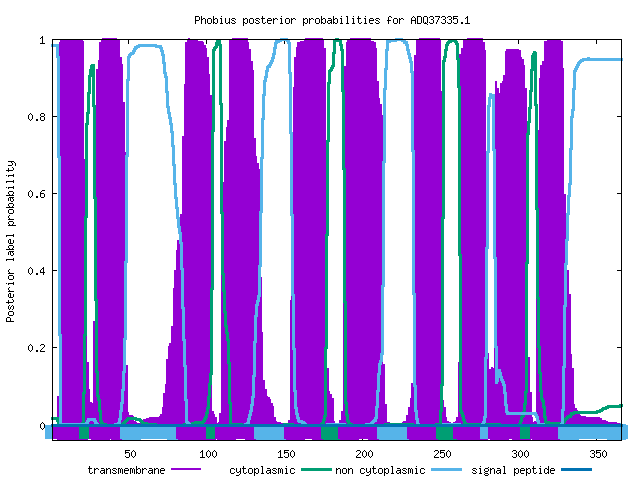 Phobius posterior probabilities for ADQ37335.1
1
0.8
0.6
0.4
0.2
0
Posterior label probability
50 100 150 200 250 300 350
transmembrane cytoplasmic non cytoplasmic signal peptide